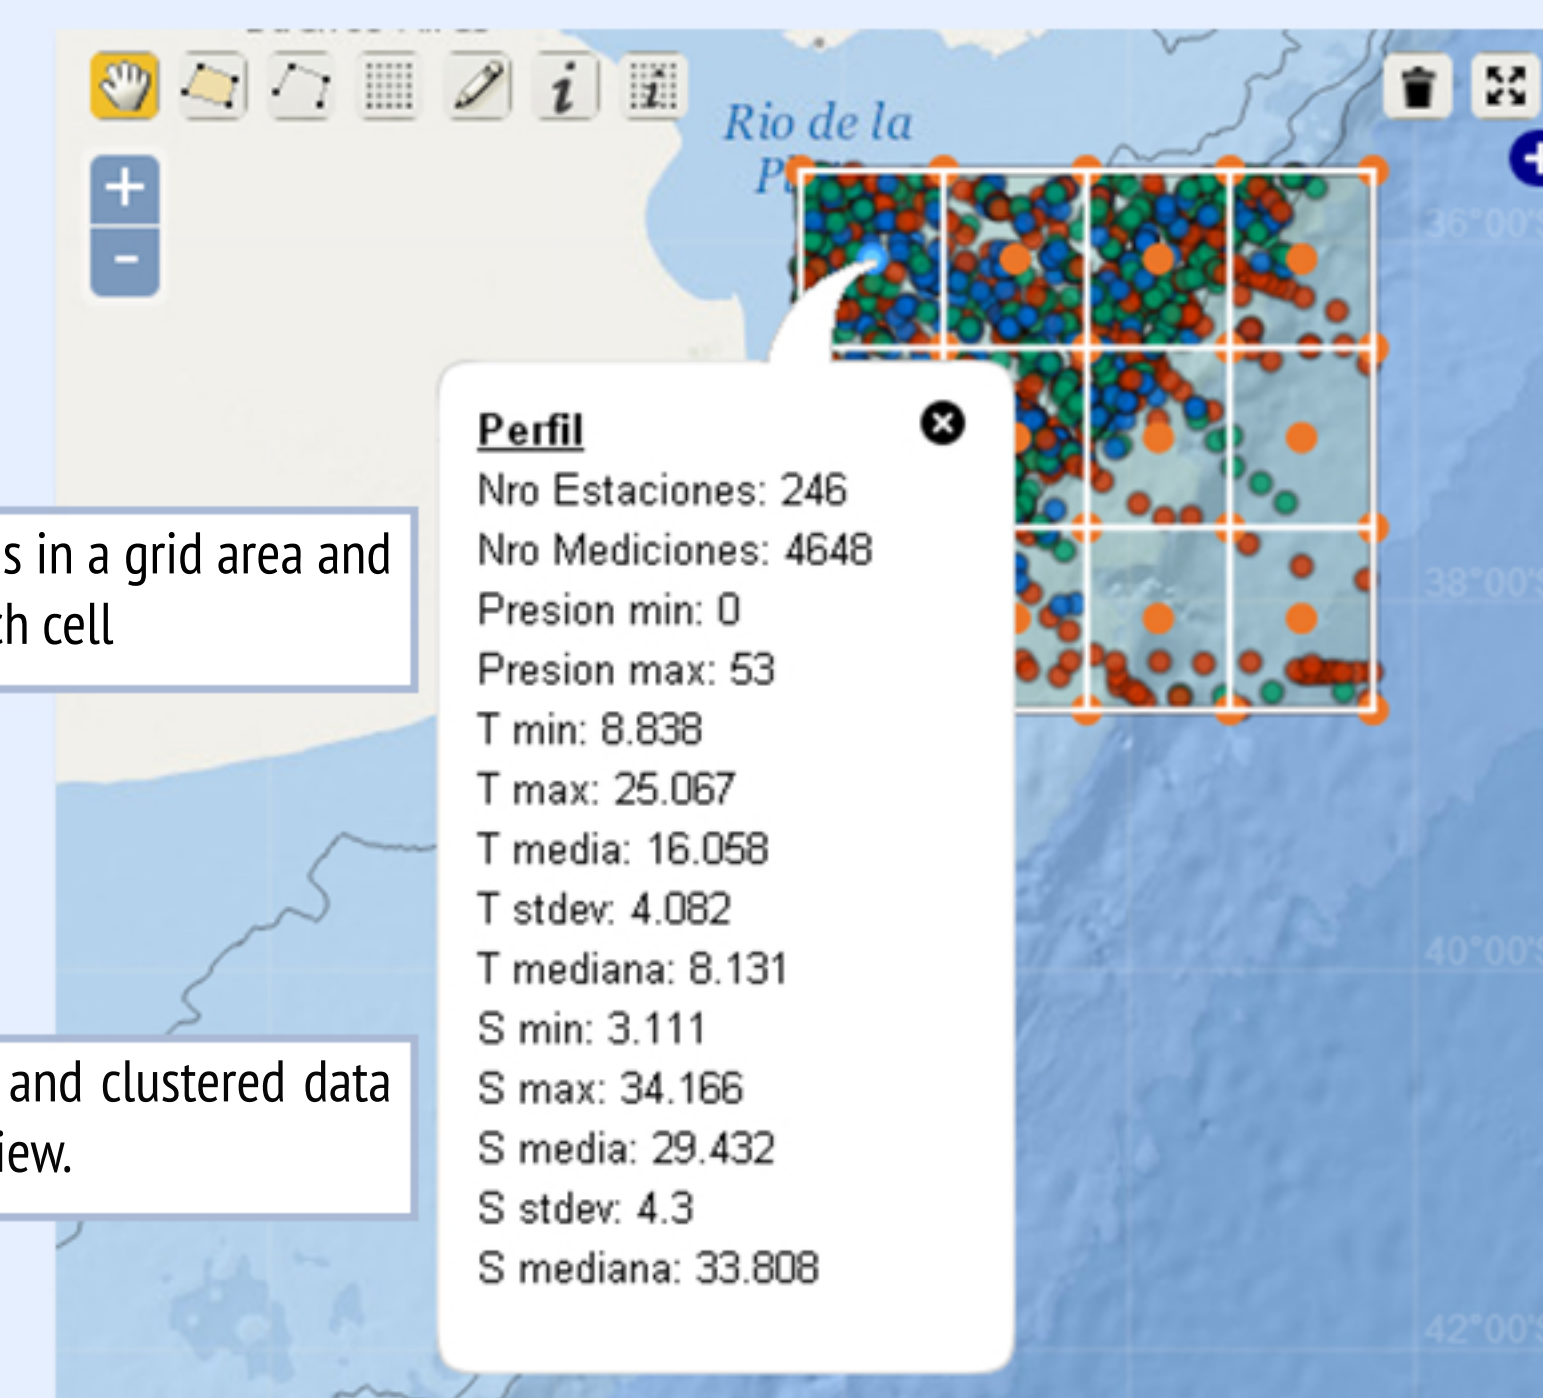 Rio de la
36°00'S
Perfil
Nro Estaciones: 246
Nro Mediciones: 4648
Presion min: 0
Presion max: 53
T min: 8.838
T max: 25.067
T media: 16.058
T stdev: 4.082
T mediana: 8.131
S min: 3.111
S max: 34.166
S media: 29.432
S stdev: 4.3
S mediana: 33.808
s in a grid area and
th cell
38°00'S
and clustered data
iew.
40°00'S
42°00'S